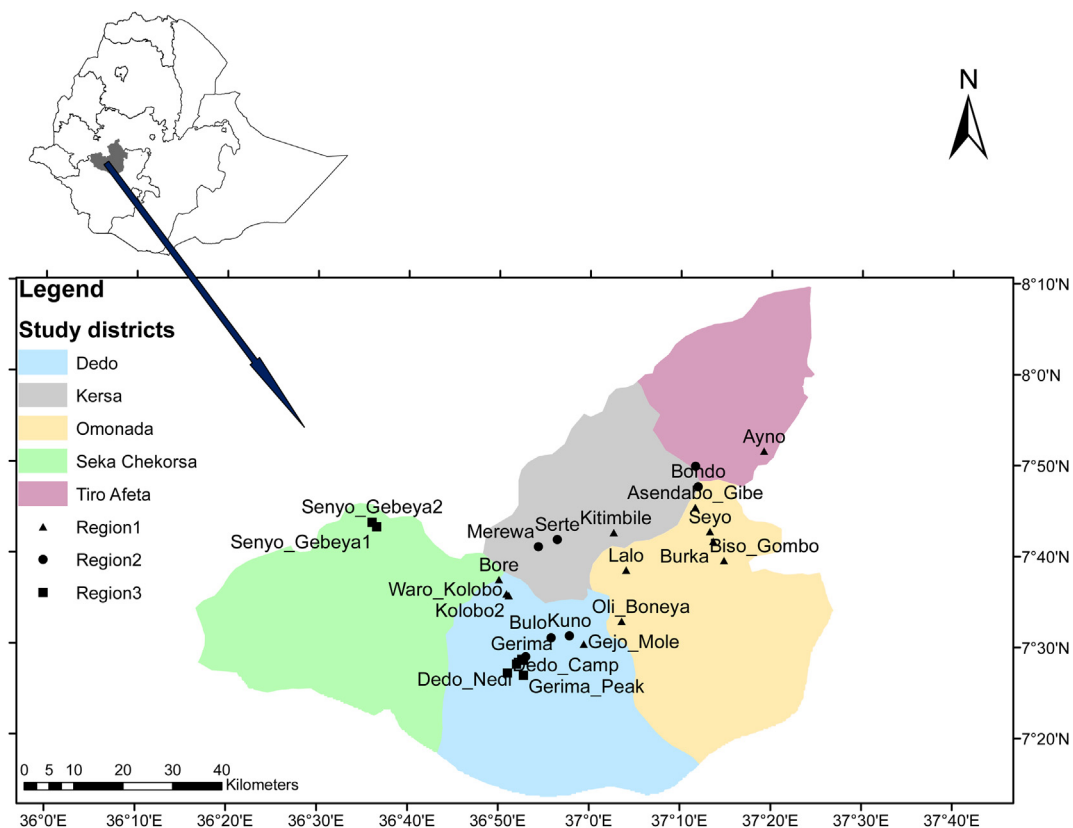 N
Legend
Study districts
Dedo
Kersa
Omonada
Seka Chekorsa
Tiro Afeta
Region1
Region2
Region3
8°10'N
8°0'N
7°50'N
7°40'N
7°30'N
7°20'N
Ayno
Bondo
Asendabo_Gibe
Senyo_Gebeya2
Seyo
Kitimbile
Serte
Merewa
Senyo_Gebeya1
Biso_Gombo
Burka
Lalo
Bore
Waro_Kolobo
Kolobo2
Oli_Boneya
Bulo
Kuno
Gerima
Gejo_Mole
Dedo_Camp
Dedo_Nedi
Gerima_Peak
0 5 10 20 30 40
Kilometers
36°0'E 36°10'E 36°20'E 36°30'E 36°40'E 36°50'E 37°0'E 37°10'E 37°20'E 37°30'E 37°40'E